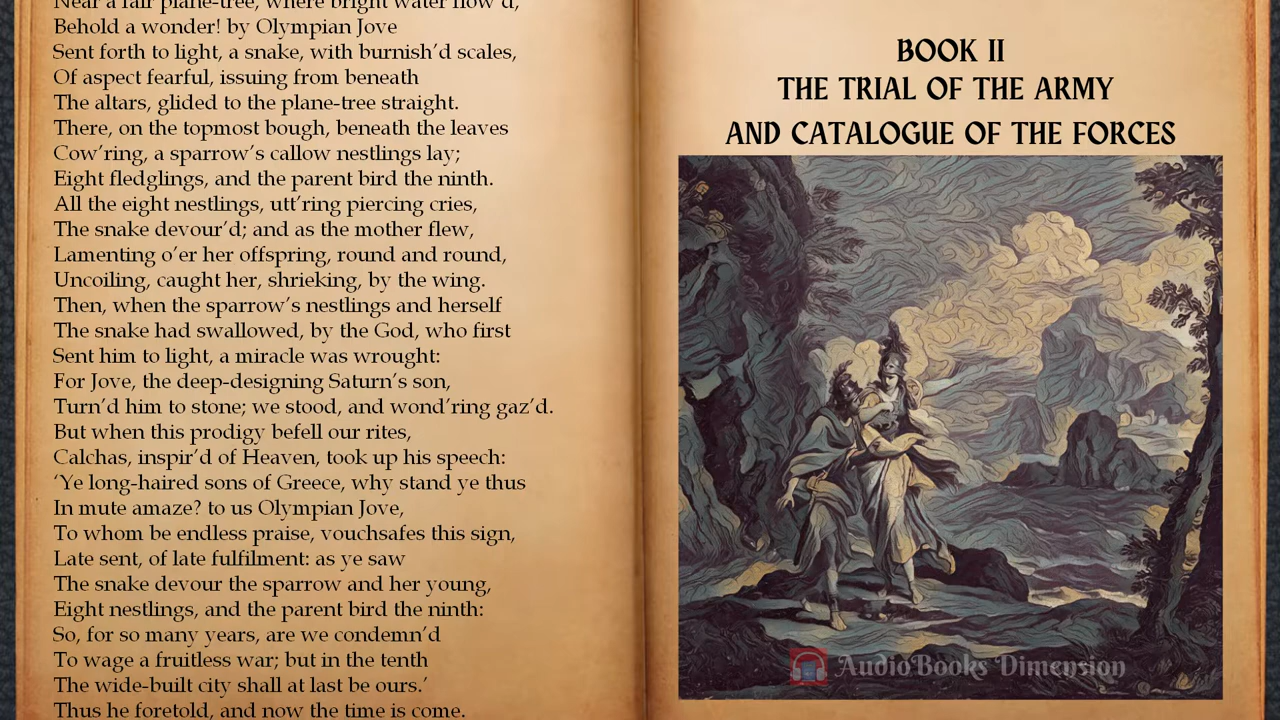 Near a fair plane-tree, where bright water flow'd,
Behold a wonder! by Olympian Jove
Sent forth to light, a snake, with burnish’d scales,
Of aspect fearful, issuing from beneath
The altars, glided to the plane-tree straight.
There, on the topmost bough, beneath the leaves
Cow’ring, a sparrow’s callow nestlings lay;
Eight fledglings, and the parent bird the ninth.
All the eight nestlings, utt’ring piercing cries,
The snake devour’d; and as the mother flew,
Lamenting o’er her offspring, round and round,
Uncoiling, caught her, shrieking, by the wing.
Then, when the sparrow’s nestlings and herself
The snake had swallowed, by the God, who first
Sent him to light, a miracle was wrought:
For Jove, the deep-designing Saturn’s son,
Turn’d him to stone; we stood, and wond’ring gaz’d.
But when this prodigy befell our rites,
Calchas, inspir’d of Heaven, took up his speech:
‘Ye long-haired sons of Greece, why stand ye thus
In mute amaze? to us Olympian Jove,
To whom be endless praise, vouchsafes this sign,
Late sent, of late fulfilment: as ye saw
The snake devour the sparrow and her young,
Eight nestlings, and the parent bird the ninth:
So, for so many years, are we condemn’d
To wage a fruitless war; but in the tenth
The wide-built city shall at last be ours.’
Thus he foretold, and now the time is come.
BOOK II
THE TRIAL OF THE ARMY
AND CATALOGUE OF THE FORCES
AudioBooks Dimension